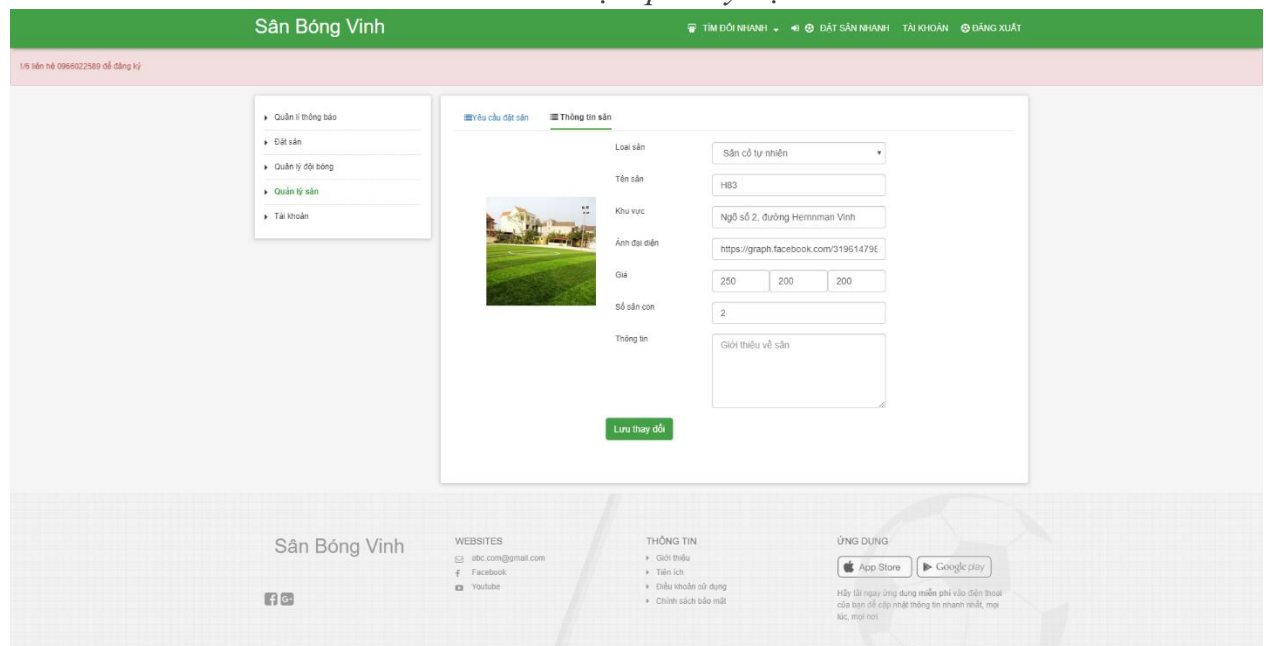 Sân Bóng Vinh
TÌM ĐỐI NHANH ĐẶT SÂN NHANH TÀI KHOẢN ĐĂNG XUẤT
1/6 liên hệ 0966022589 để đăng ký
Quản lí thông báo
Đặt sân
Quản lý đội bóng
Quản lý sân
Tài khoản
Yêu cầu đặt sân Thông tin sân
Loại sân Sân cỏ tự nhiên
Tên sân H83
Khu vực Ngõ số 2, đường Hernnman Vinh
Ảnh đại diện https://graph.facebook.com/31961479
Giá 250 200 200
Số sân con 2
Thông tin Giới thiệu về sân
Lưu thay đổi
Sân Bóng Vinh
WEBSITES
abc.com@gmail.com
Facebook
Youtube
THÔNG TIN
Giới thiệu
Tiện ích
Điều khoản sử dụng
Chính sách bảo mật
ỨNG DỤNG
App Store Google play
Hãy tải ngay ứng dụng miễn phí vào điện thoại
của bạn để cập nhật thông tin nhanh nhất, mọi
lúc, mọi nơi.